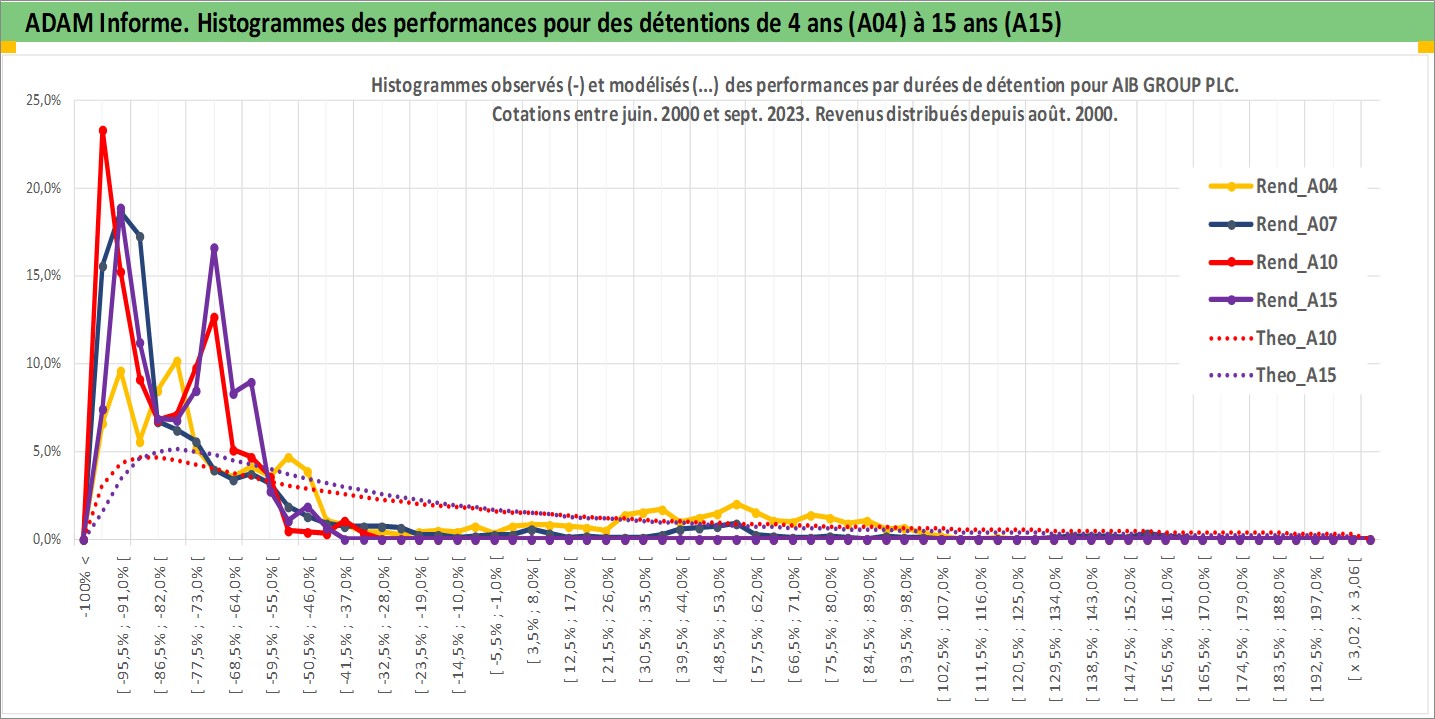 ADAM Informe. Histogrammes des performances pour des détentions de 4 ans (A04) à 15 ans (A15)
Histogrammes observés (-) et modélisés (...) des performances par durées de détention pour AIB GROUP PLC.
Cotations entre juin. 2000 et sept. 2023. Revenus distribués depuis août. 2000.
25,0%
20,0%
15,0%
10,0%
5,0%
0,0%
Rend_A04
Rend_A07
Rend_A10
Rend_A15
Theo_A10
Theo_A15
-100% <
[ -95,5% ; -91,0% [
[ -86,5% ; -82,0% [
[ -77,5% ; -73,0% [
[ -68,5% ; -64,0% [
[ -59,5% ; -55,0% [
[ -50,5% ; -46,0% [
[ -41,5% ; -37,0% [
[ -32,5% ; -28,0% [
[ -23,5% ; -19,0% [
[ -14,5% ; -10,0% [
[ -5,5% ; -1,0% [
[ 3,5% ; 8,0% [
[ 12,5% ; 17,0% [
[ 21,5% ; 26,0% [
[ 30,5% ; 35,0% [
[ 39,5% ; 44,0% [
[ 48,5% ; 53,0% [
[ 57,5% ; 62,0% [
[ 66,5% ; 71,0% [
[ 75,5% ; 80,0% [
[ 84,5% ; 89,0% [
[ 93,5% ; 98,0% [
[ 102,5% ; 107,0% [
[ 111,5% ; 116,0% [
[ 120,5% ; 125,0% [
[ 129,5% ; 134,0% [
[ 138,5% ; 143,0% [
[ 147,5% ; 152,0% [
[ 156,5% ; 161,0% [
[ 165,5% ; 170,0% [
[ 174,5% ; 179,0% [
[ 183,5% ; 188,0% [
[ 192,5% ; 197,0% [
[ x 3,02 ; x 3,06 [